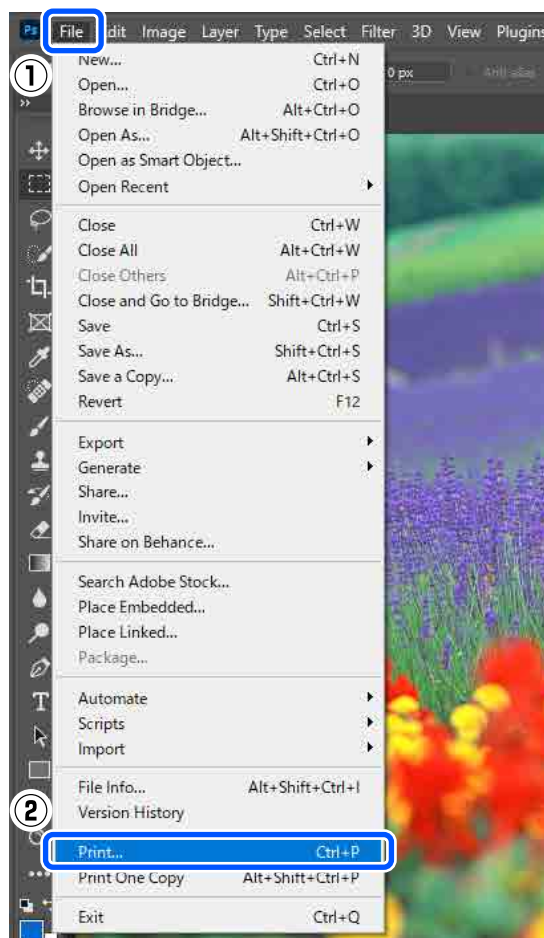 Ps File dit Image Layer Type Select Filter 3D View Plugins
1
New... Ctrl+N
0 px Anti-alias
Open... Ctrl+O
Browse in Bridge... Alt+Ctrl+O
Open As... Alt+Shift+Ctrl+O
Open as Smart Object...
Open Recent
Close Ctrl+W
Close All Alt+Ctrl+W
Close Others Alt+Ctrl+P
Close and Go to Bridge... Shift+Ctrl+W
Save Ctrl+S
Save As... Shift+Ctrl+S
Save a Copy... Alt+Ctrl+S
Revert F12
Export
Generate
Share...
Invite...
Share on Behance...
Search Adobe Stock...
Place Embedded...
Place Linked...
Package...
Automate
Scripts
Import
File Info... Alt+Shift+Ctrl+I
Version History
2
Print... Ctrl+P
Print One Copy Alt+Shift+Ctrl+P
Exit Ctrl+Q